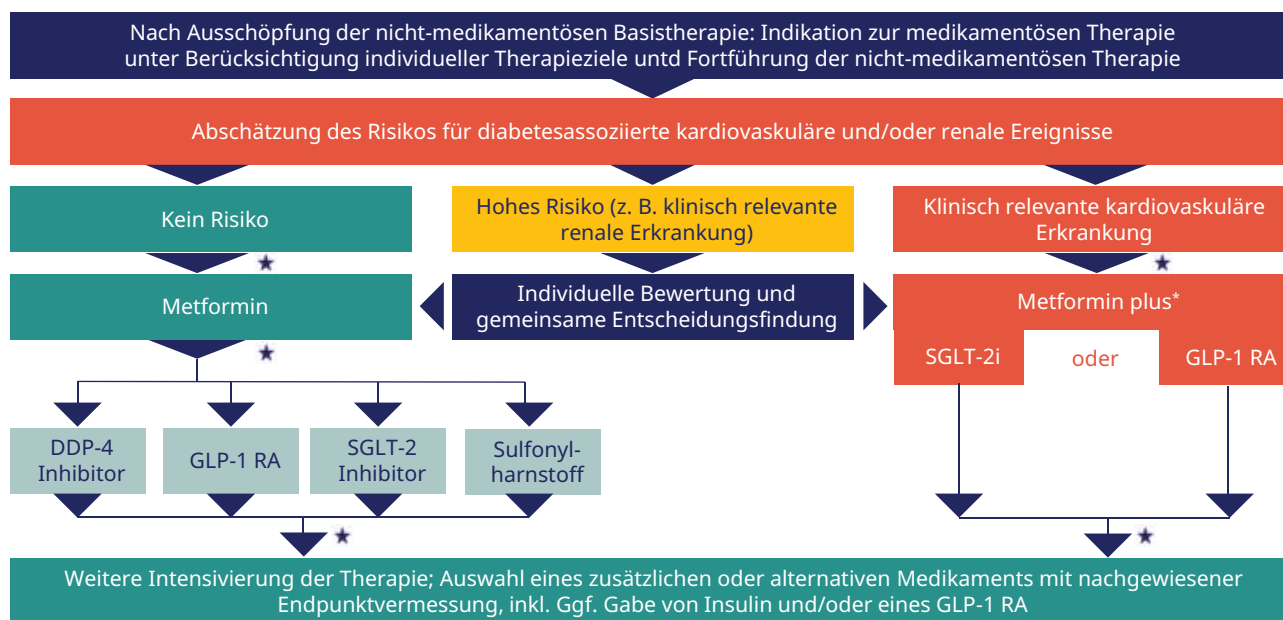 Nach Ausschöpfung der nicht-medikamentösen Basistherapie: Indikation zur medikamentösen Therapie
unter Berücksichtigung individueller Therapieziele untd Fortführung der nicht-medikamentösen Therapie
Abschätzung des Risikos für diabetesassoziierte kardiovaskuläre und/oder renale Ereignisse
Kein Risiko
Hohes Risiko (z. B. klinisch relevante
renale Erkrankung)
Klinisch relevante kardiovaskuläre
Erkrankung
Metformin
Individuelle Bewertung und
gemeinsame Entscheidungsfindung
Metformin plus*
SGLT-2i
oder
GLP-1 RA
DDP-4
Inhibitor
GLP-1 RA
SGLT-2
Inhibitor
Sulfonyl-
harnstoff
Weitere Intensivierung der Therapie; Auswahl eines zusätzlichen oder alternativen Medikaments mit nachgewiesener
Endpunktvermessung, inkl. Ggf. Gabe von Insulin und/oder eines GLP-1 RA